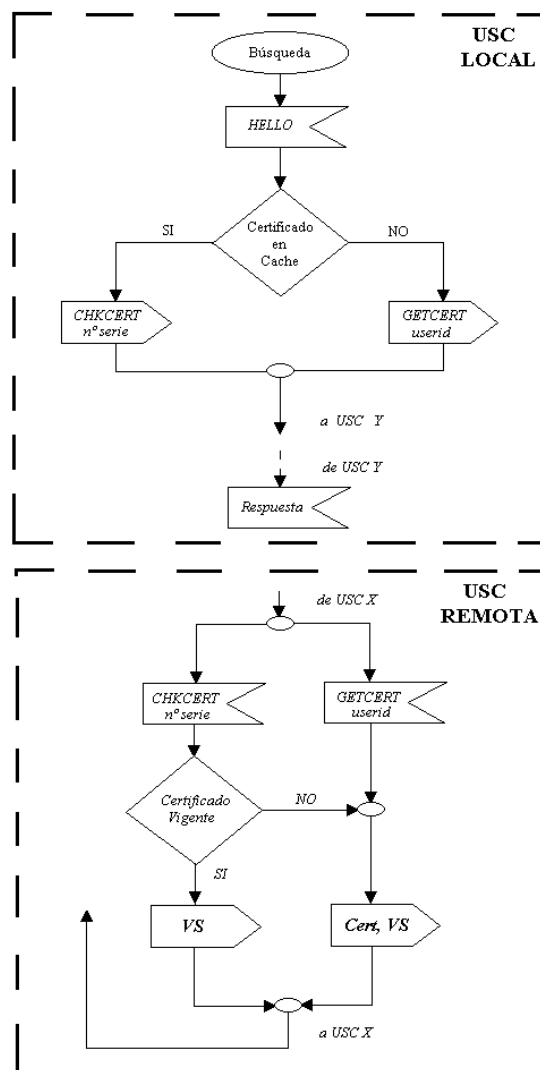 USC
LOCAL
Búsqueda
HELLO
Certificado
en
Cache
SI
NO
CHKCERT
nº serie
GETCERT
userid
a USC Y
de USC Y
Respuesta
USC
REMOTA
de USC X
CHKCERT
nº serie
GETCERT
userid
Certificado
Vigente
NO
SI
VS
Cert, VS
a USC X